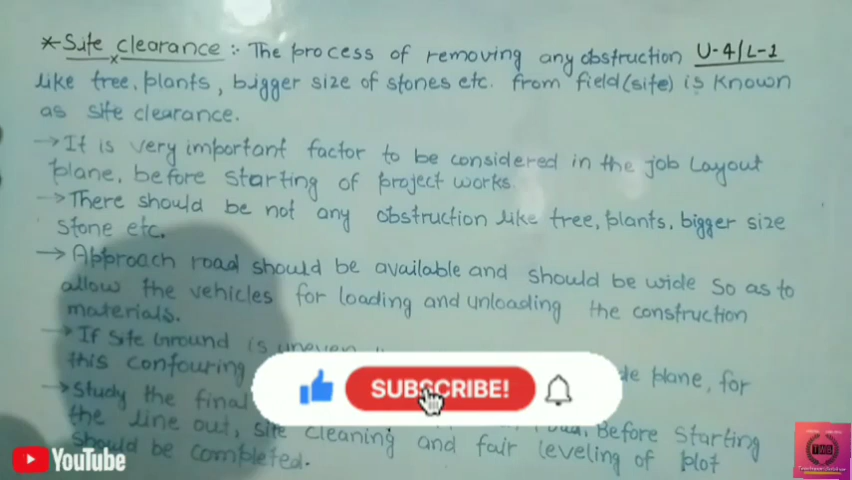 *Site clearance :- The process of removing any obstruction U-4/L-1
like tree, plants, bigger size of stones etc. from field(site) is known
as site clearance.
→ It is very important factor to be considered in the job Layout
plane, before starting of project works.
→ There should be not any obstruction like tree, plants, bigger size
stone etc.
→ Approach road should be available and should be wide so as to
allow the vehicles for loading and unloading the construction
materials.
→ If Site Ground is uneven
this contouring plane, for
→ Study the final
the line out, site cleaning and fair leveling of plot
Before starting
should be completed.
SUBSCRIBE!
YouTube
TWD